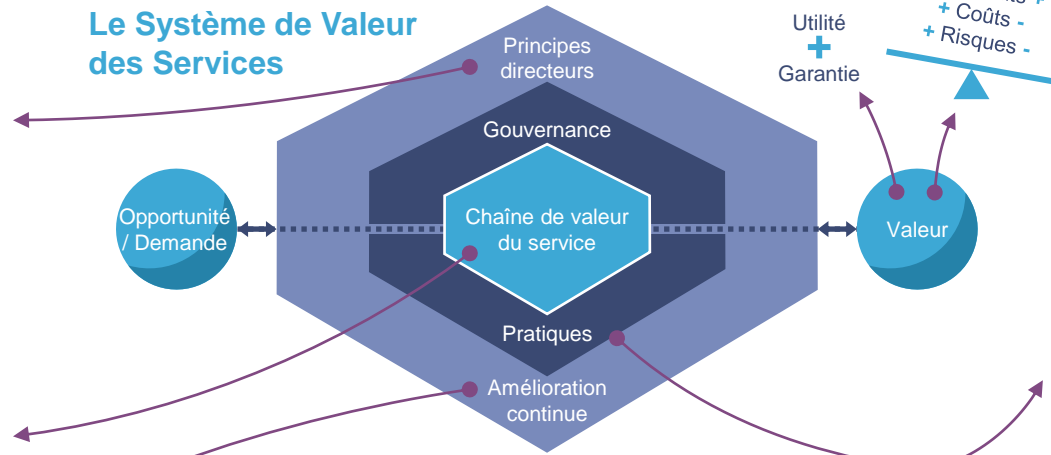 Le Système de Valeur
des Services
Principes
directeurs
Utilité
+
Garantie
+ Coûts -
+ Risques -
Gouvernance
Opportunité
/ Demande
Chaîne de valeur
du service
Valeur
Pratiques
Amélioration
continue